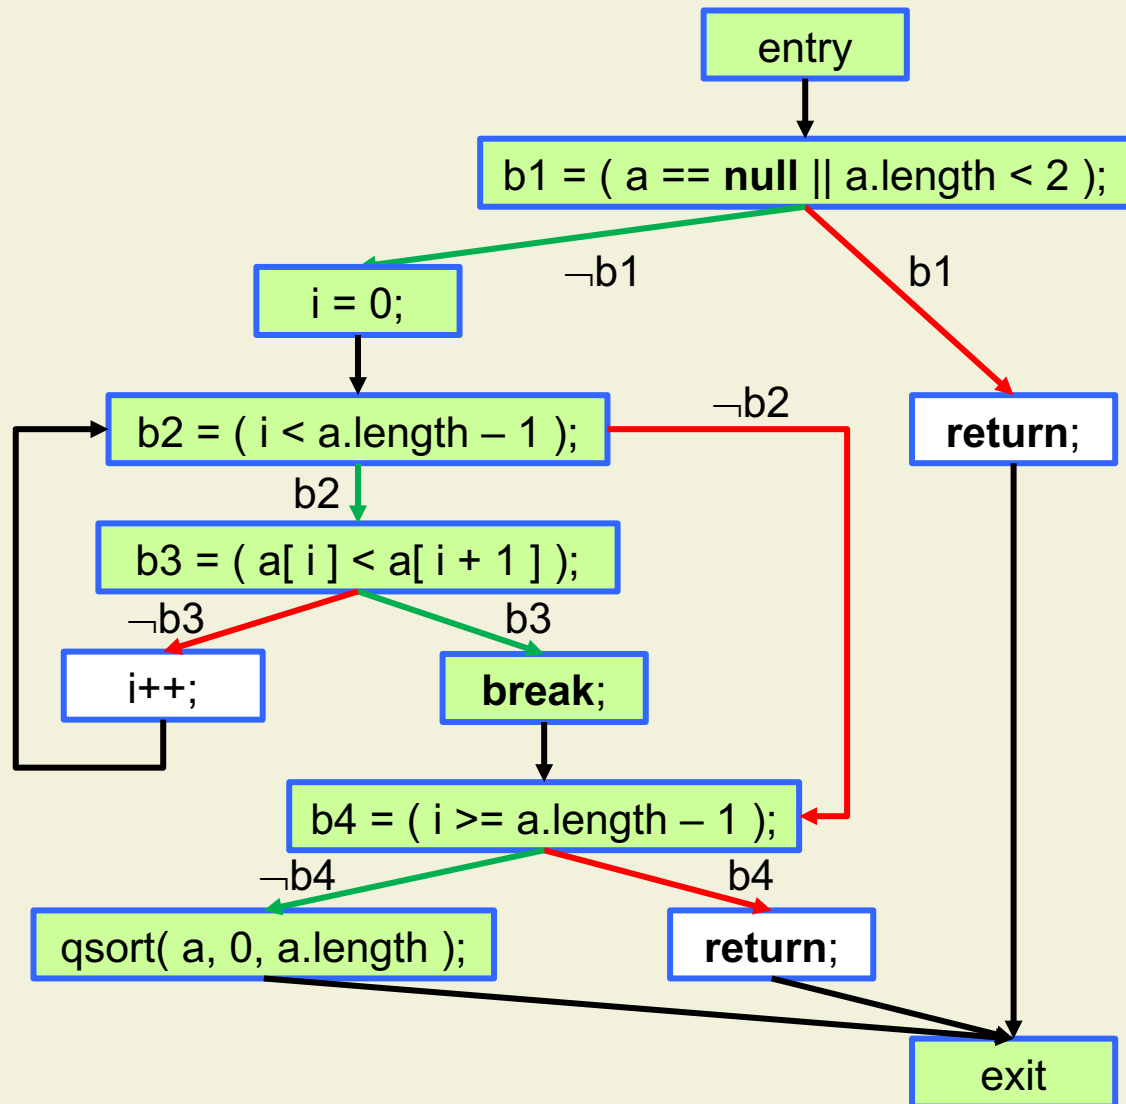 entry
b1 = ( a == null || a.length < 2 );
¬b1
b1
i = 0;
¬b2
b2 = ( i < a.length – 1 );
return;
b2
b3 = ( a[ i ] < a[ i + 1 ] );
¬b3
b3
i++;
break;
b4 = ( i >= a.length – 1 );
¬b4
b4
qsort( a, 0, a.length );
return;
exit